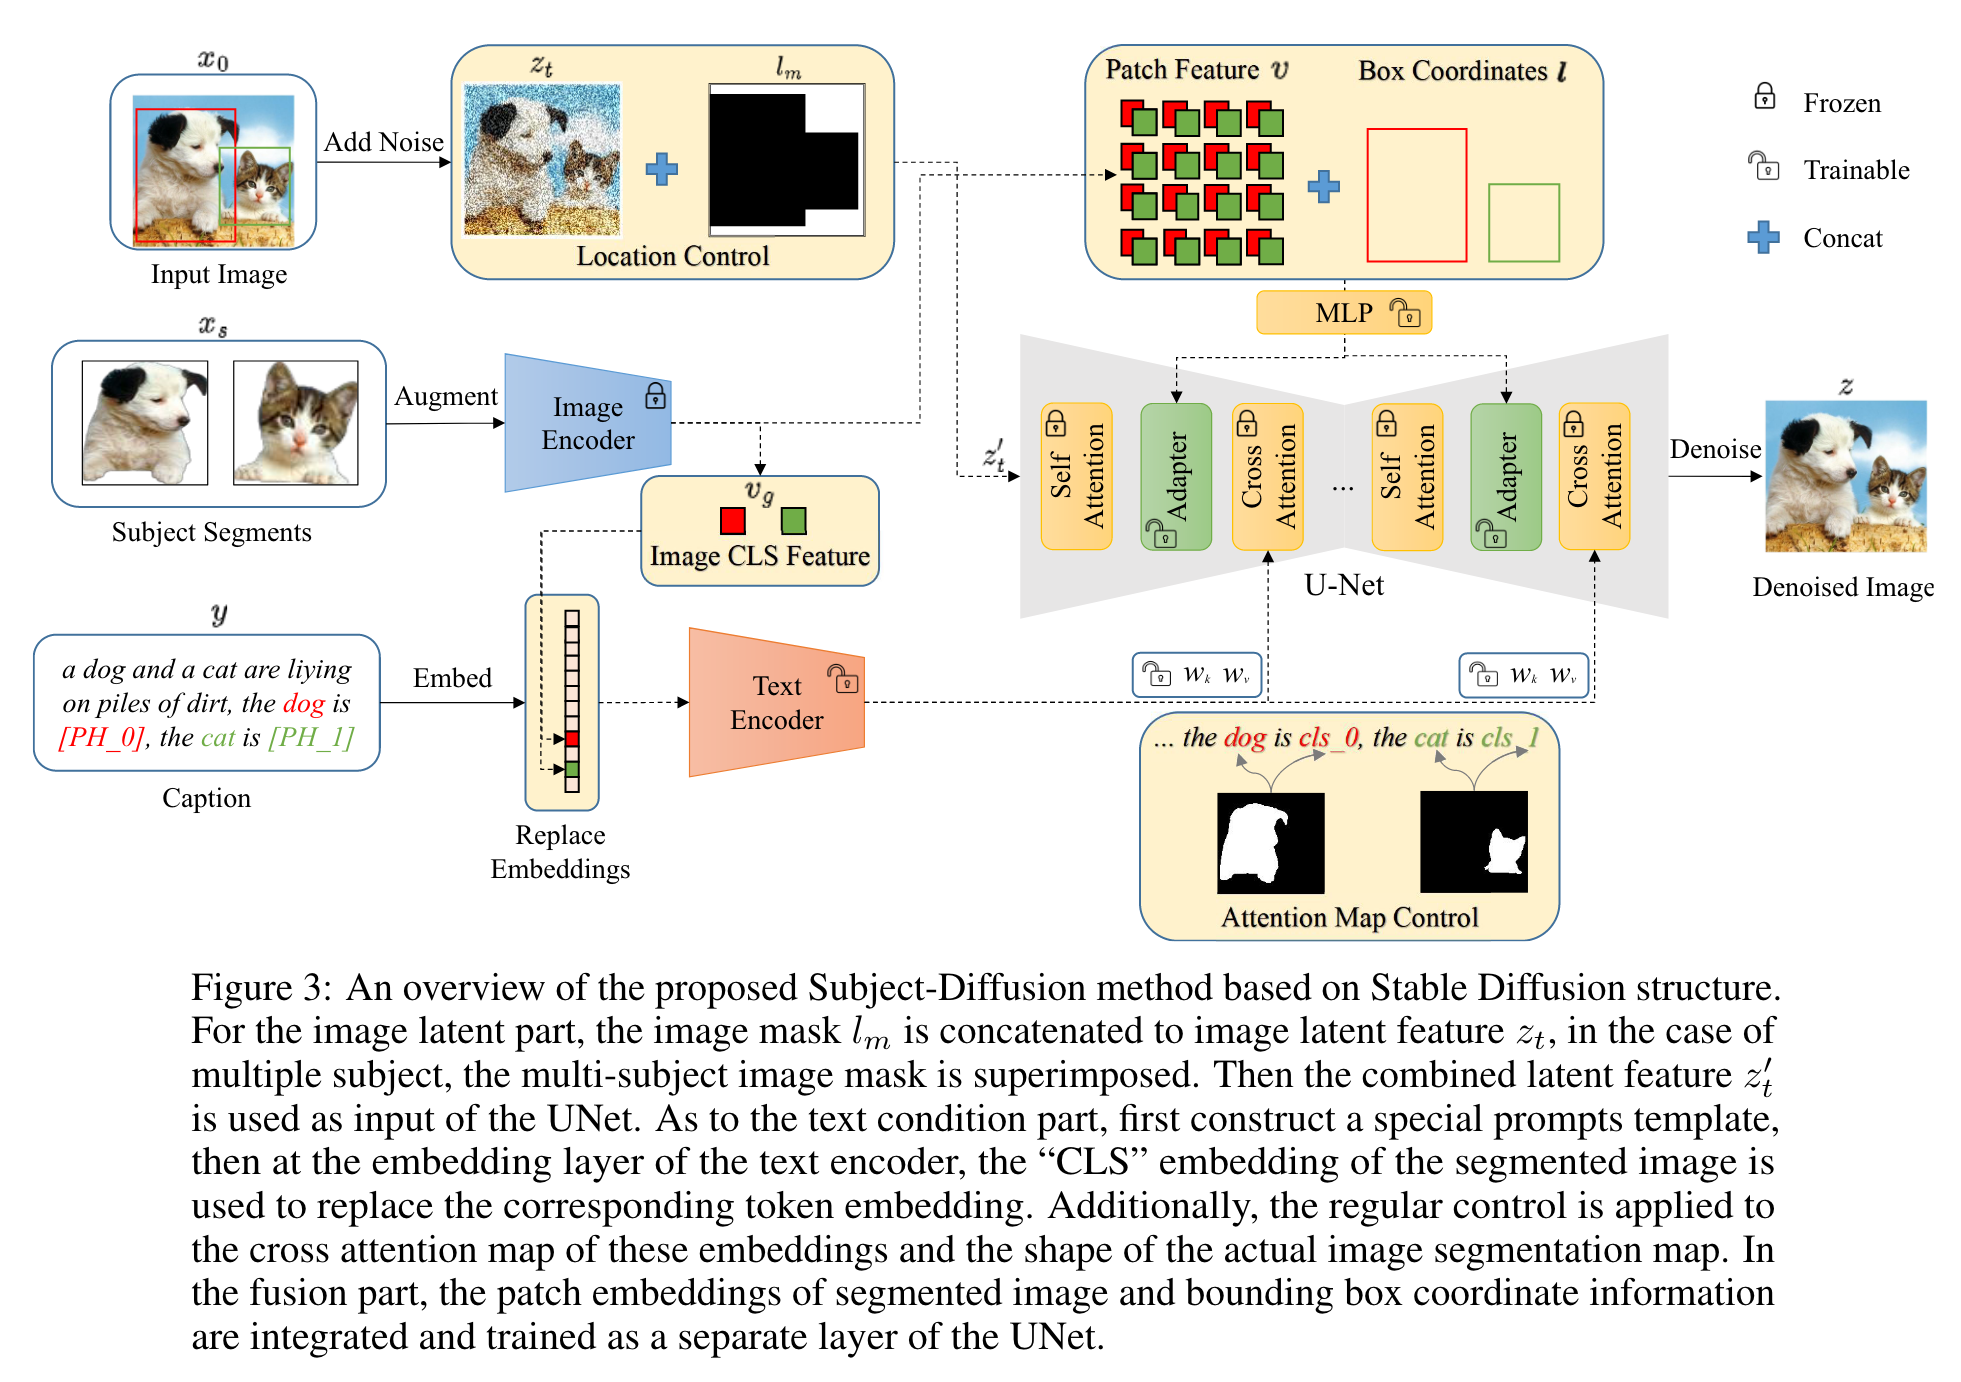 x_0
Input Image
Add Noise
z_t
l_m
Location Control
Patch Feature v
Box Coordinates l
Frozen
Trainable
Concat
x_s
Subject Segments
Augment
Image
Encoder
v_g
Image CLS Feature
MLP
z'_t
Self
Attention
Adapter
Cross
Attention
...
Self
Attention
Adapter
Cross
Attention
U-Net
Denoise
z
Denoised Image
y
a dog and a cat are liying
on piles of dirt, the dog is
[PH_0], the cat is [PH_1]
Caption
Embed
Replace
Embeddings
Text
Encoder
w_k w_v
w_k w_v
... the dog is cls_0, the cat is cls_1
Attention Map Control
Figure 3: An overview of the proposed Subject-Diffusion method based on Stable Diffusion structure.
For the image latent part, the image mask l_m is concatenated to image latent feature z_t, in the case of
multiple subject, the multi-subject image mask is superimposed. Then the combined latent feature z'_t
is used as input of the UNet. As to the text condition part, first construct a special prompts template,
then at the embedding layer of the text encoder, the “CLS” embedding of the segmented image is
used to replace the corresponding token embedding. Additionally, the regular control is applied to
the cross attention map of these embeddings and the shape of the actual image segmentation map. In
the fusion part, the patch embeddings of segmented image and bounding box coordinate information
are integrated and trained as a separate layer of the UNet.